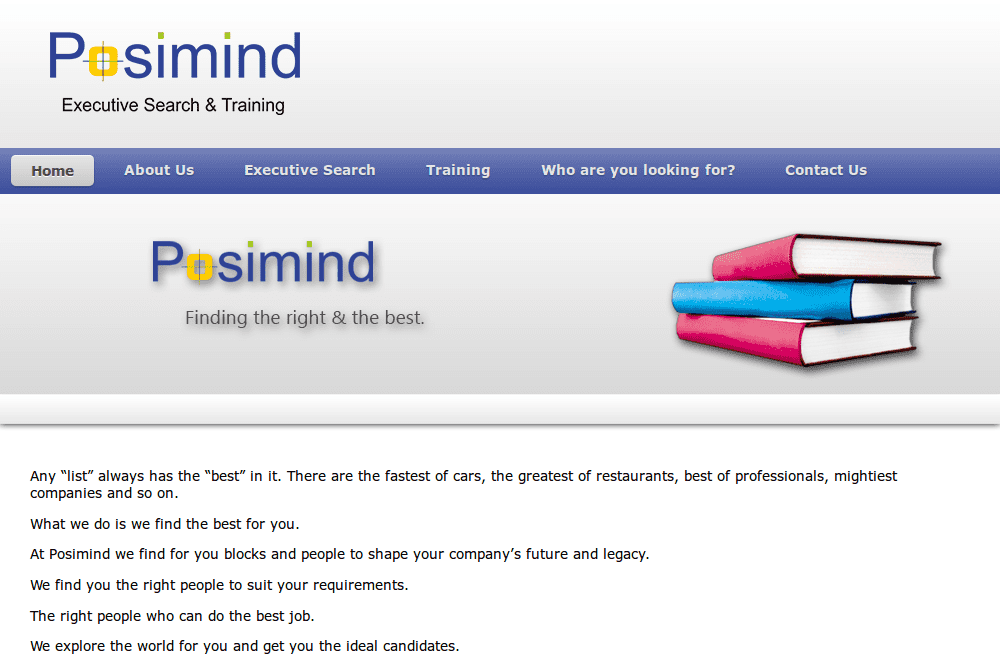 Posimind
Executive Search & Training
Home About Us Executive Search Training Who are you looking for? Contact Us
Posimind
Finding the right & the best.
Any “list” always has the “best” in it. There are the fastest of cars, the greatest of restaurants, best of professionals, mightiest
companies and so on.
What we do is we find the best for you.
At Posimind we find for you blocks and people to shape your company’s future and legacy.
We find you the right people to suit your requirements.
The right people who can do the best job.
We explore the world for you and get you the ideal candidates.